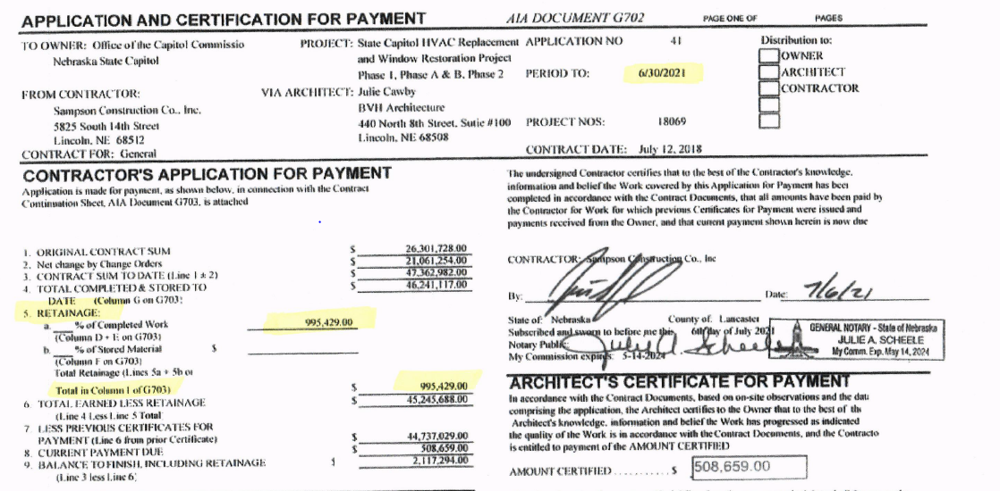 APPLICATION AND CERTIFICATION FOR PAYMENT AIA DOCUMENT G702 PAGE ONE OF PAGES
TO OWNER: Office of the Capitol Commissio
Nebraska State Capitol
PROJECT: State Capitol HVAC Replacement
and Window Restoration Project
Phase 1, Phase A & B, Phase 2
APPLICATION NO 41
PERIOD TO: 6/30/2021
Distribution to:
OWNER
ARCHITECT
CONTRACTOR
FROM CONTRACTOR:
Sampson Construction Co., Inc.
5825 South 14th Street
Lincoln, NE 68512
CONTRACT FOR: General
VIA ARCHITECT: Julie Cawby
BVH Architecture
440 North 8th Street, Sutie #100
Lincoln, NE 68508
PROJECT NOS: 18069
CONTRACT DATE: July 12, 2018
CONTRACTOR'S APPLICATION FOR PAYMENT
Application is made for payment, as shown below, in connection with the Contract
Continuation Sheet, AIA Document G703, is attached
1. ORIGINAL CONTRACT SUM $ 26,301,728.00
2. Net change by Change Orders $ 21,061,254.00
3. CONTRACT SUM TO DATE (Line 1 ± 2) $ 47,362,982.00
4. TOTAL COMPLETED & STORED TO $ 46,241,117.00
DATE (Column G on G703)
5. RETAINAGE:
a. % of Completed Work 995,429.00
(Column D + E on G703)
b. % of Stored Material $
(Column F on G703)
Total Retainage (Lines 5a + 5b or
Total in Column I of G703) $ 995,429.00
6. TOTAL EARNED LESS RETAINAGE $ 45,245,688.00
(Line 4 Less Line 5 Total
7. LESS PREVIOUS CERTIFICATES FOR
PAYMENT (Line 6 from prior Certificate) $ 44,737,029.00
8. CURRENT PAYMENT DUE $ 508,659.00
9. BALANCE TO FINISH, INCLUDING RETAINAGE $ 2,117,294.00
(Line 3 less Line 6)
The undersigned Contractor certifies that to the best of the Contractor's knowledge,
information and belief the Work covered by this Application for Payment has been
completed in accordance with the Contract Documents, that all amounts have been paid by
the Contractor for Work for which previous Certificates for Payment were issued and
payments received from the Owner, and that current payment shown herein is now due
CONTRACTOR: Sampson Construction Co., Inc
By: Date: 7/6/21
State of: Nebraska County of: Lancaster
Subscribed and sworn to before me this 6th day of July 2021
Notary Public: Julie A. Scheele
My Commission expires: 5-14-2024
GENERAL NOTARY - State of Nebraska
JULIE A. SCHEELE
My Comm. Exp. May 14, 2024
ARCHITECT'S CERTIFICATE FOR PAYMENT
In accordance with the Contract Documents, based on on-site observations and the data
comprising the application, the Architect certifies to the Owner that to the best of the
Architect's knowledge, information and belief the Work has progressed as indicated
the quality of the Work is in accordance with the Contract Documents, and the Contracto
is entitled to payment of the AMOUNT CERTIFIED
AMOUNT CERTIFIED . . . . . . . . . . . $ 508,659.00